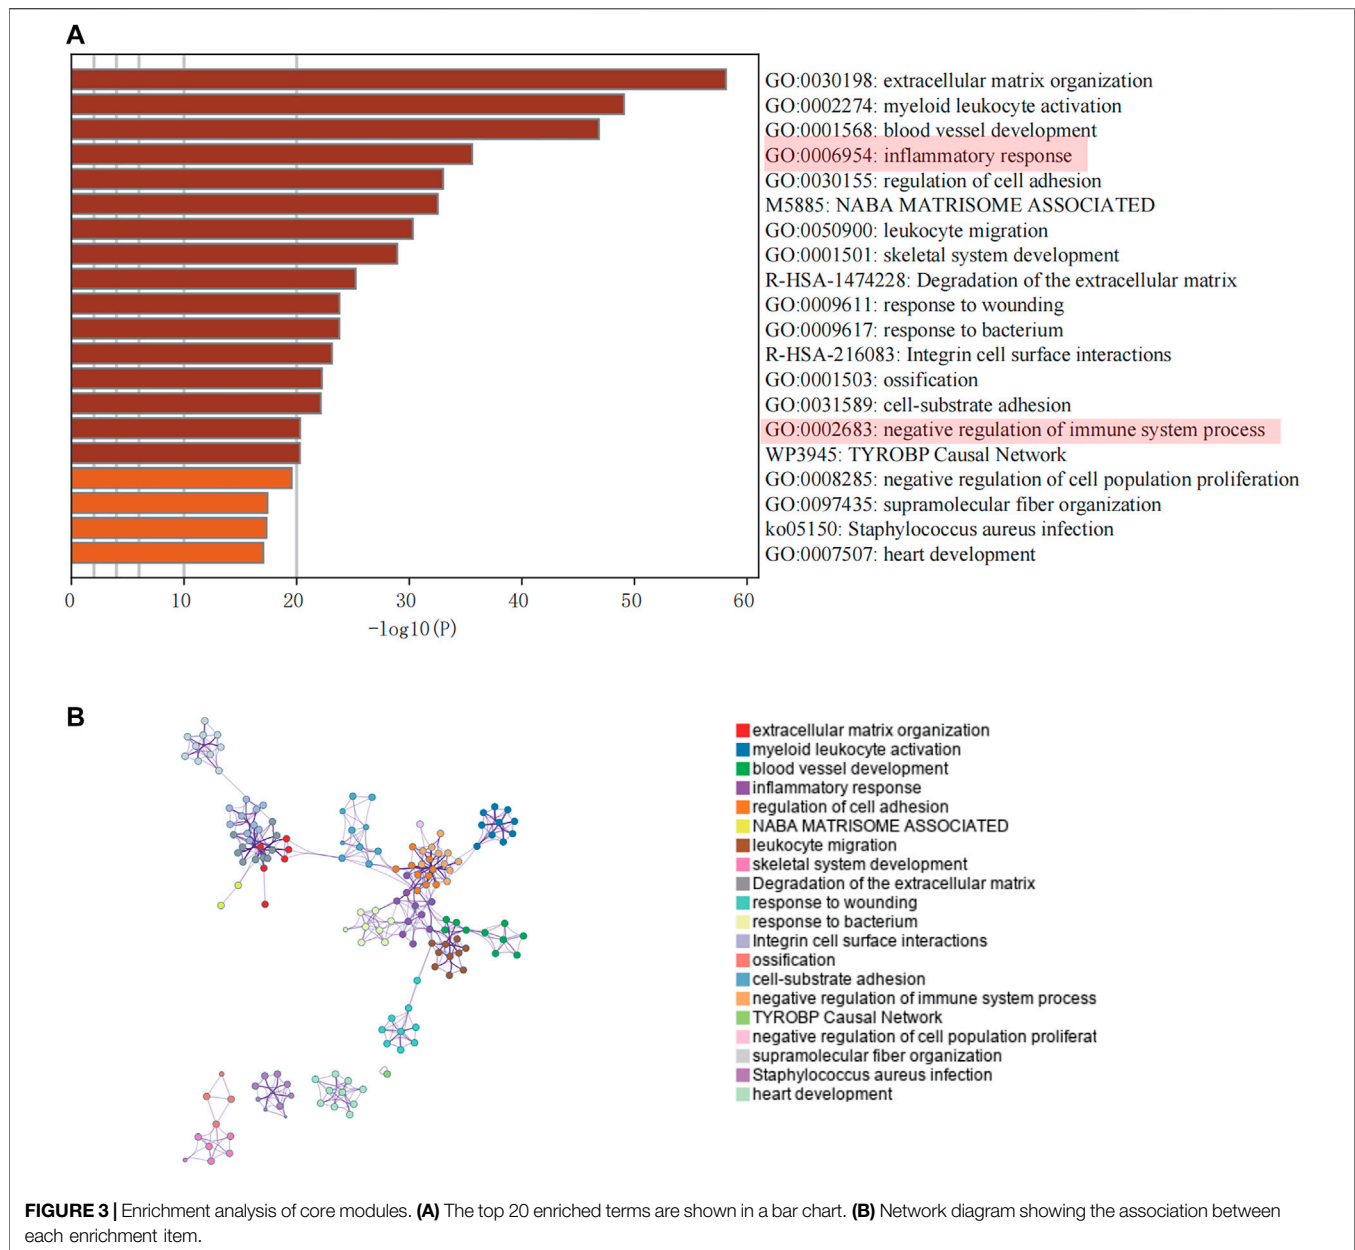 A
GO:0030198: extracellular matrix organization
GO:0002274: myeloid leukocyte activation
GO:0001568: blood vessel development
GO:0006954: inflammatory response
GO:0030155: regulation of cell adhesion
M5885: NABA MATRISOME ASSOCIATED
GO:0050900: leukocyte migration
GO:0001501: skeletal system development
R-HSA-1474228: Degradation of the extracellular matrix
GO:0009611: response to wounding
GO:0009617: response to bacterium
R-HSA-216083: Integrin cell surface interactions
GO:0001503: ossification
GO:0031589: cell-substrate adhesion
GO:0002683: negative regulation of immune system process
WP3945: TYROBP Causal Network
GO:0008285: negative regulation of cell population proliferation
GO:0097435: supramolecular fiber organization
ko05150: Staphylococcus aureus infection
GO:0007507: heart development
0 10 20 30 40 50 60
-log10(P)
B
extracellular matrix organization
myeloid leukocyte activation
blood vessel development
inflammatory response
regulation of cell adhesion
NABA MATRISOME ASSOCIATED
leukocyte migration
skeletal system development
Degradation of the extracellular matrix
response to wounding
response to bacterium
Integrin cell surface interactions
ossification
cell-substrate adhesion
negative regulation of immune system process
TYROBP Causal Network
negative regulation of cell population proliferat
supramolecular fiber organization
Staphylococcus aureus infection
heart development
FIGURE 3 | Enrichment analysis of core modules. (A) The top 20 enriched terms are shown in a bar chart. (B) Network diagram showing the association between
each enrichment item.